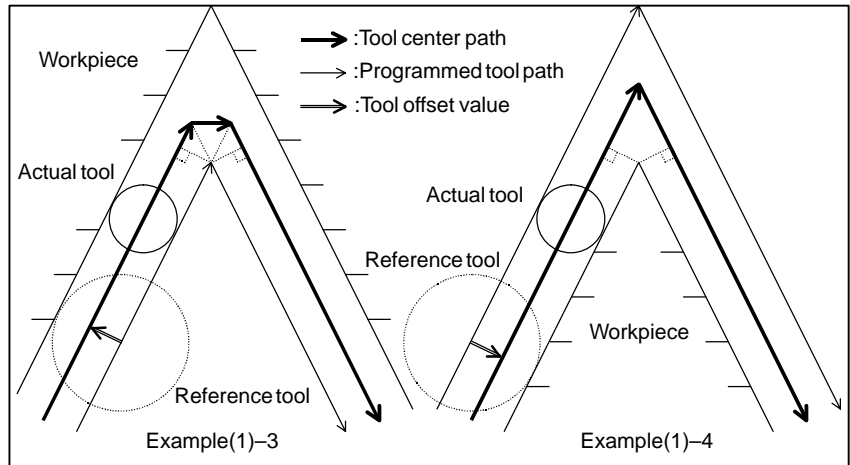 Workpiece
:Tool center path
:Programmed tool path
:Tool offset value
Actual tool
Reference tool
Example(1)–3
Actual tool
Reference tool
Workpiece
Example(1)–4